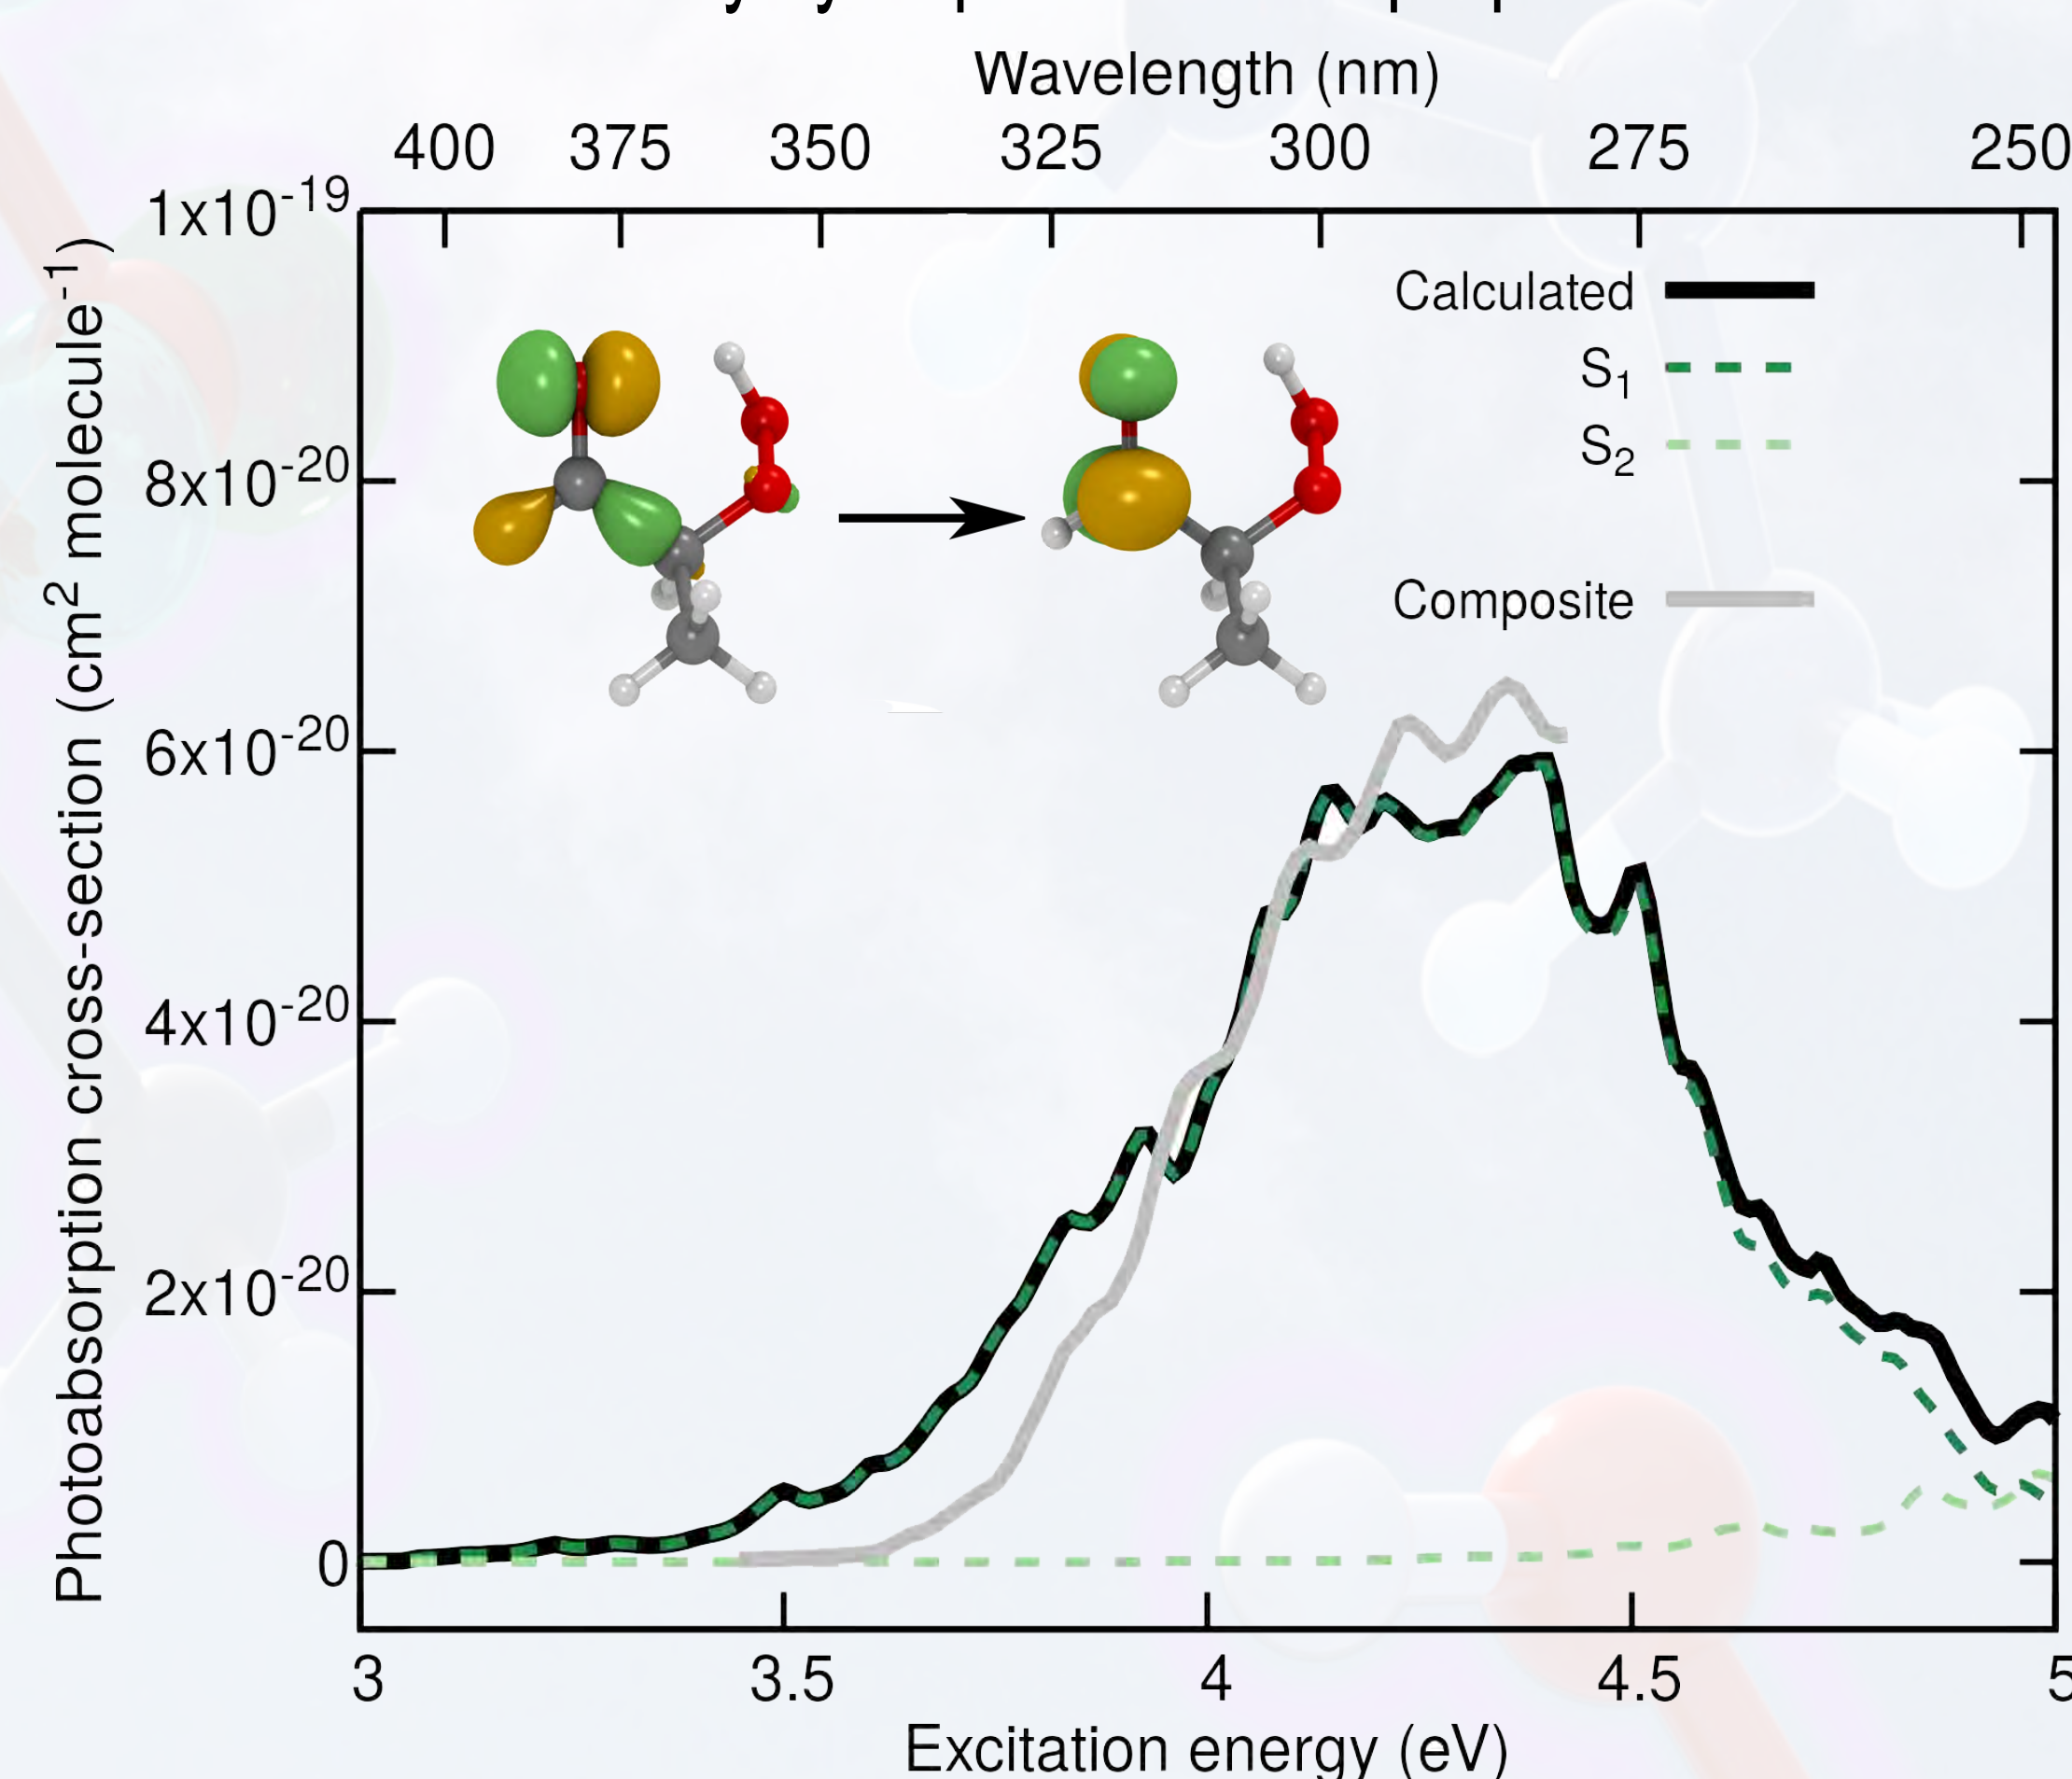 Wavelength (nm)
400 375 350 325 300 275 250
1x10-19
8x10-20
6x10-20
4x10-20
2x10-20
0
Photoabsorption cross-section (cm2 molecule-1)
Calculated
S1
S2
Composite
3 3.5 4 4.5 5
Excitation energy (eV)